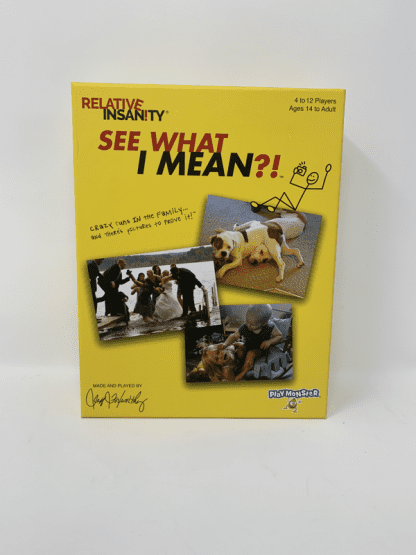 RELATIVE
INSANITY®
4 to 12 Players
Ages 14 to Adult
SEE WHAT
I MEAN?!™
CRAZY runs IN the FAMILY...
and there's pictures to prove it!"
MADE AND PLAYED BY
PLAY MONSTER